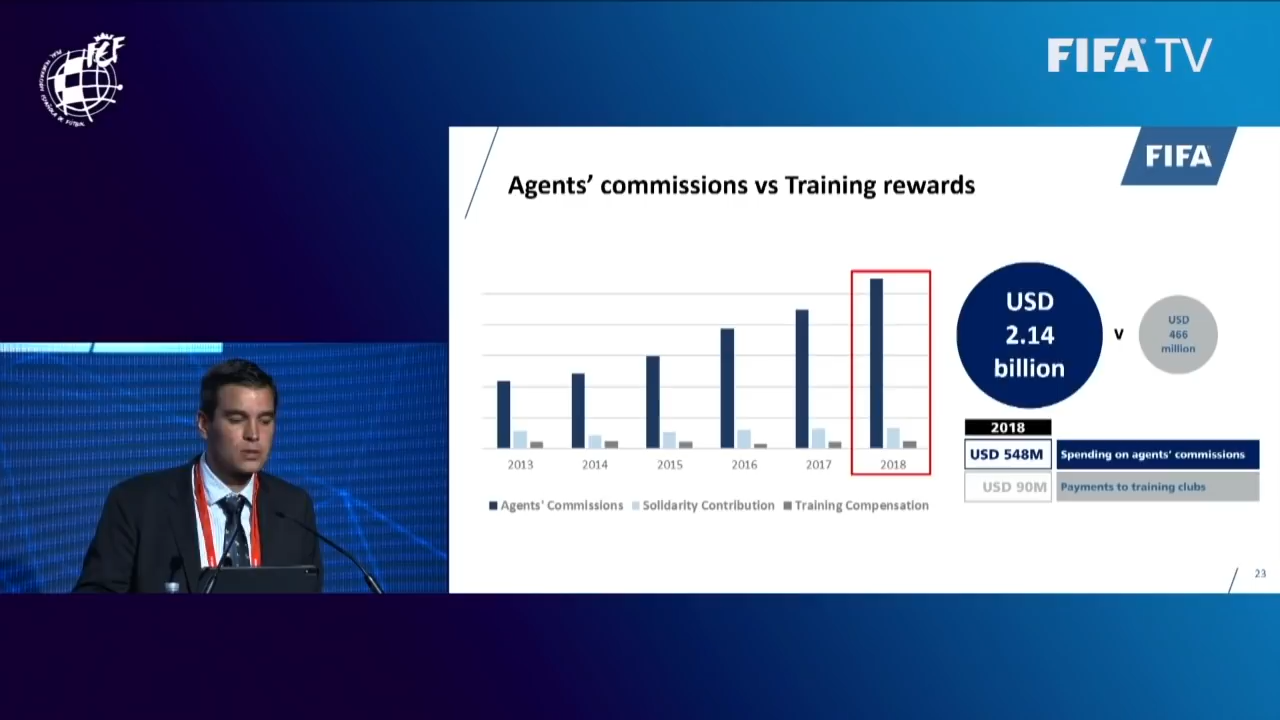 FIFA TV
FIFA
Agents' commissions vs Training rewards
USD
2.14
billion
v
USD
466
million
2018
USD 548M
Spending on agents' commissions
USD 90M
Payments to training clubs
2013
2014
2015
2016
2017
2018
Agents' Commissions
Solidarity Contribution
Training Compensation
23